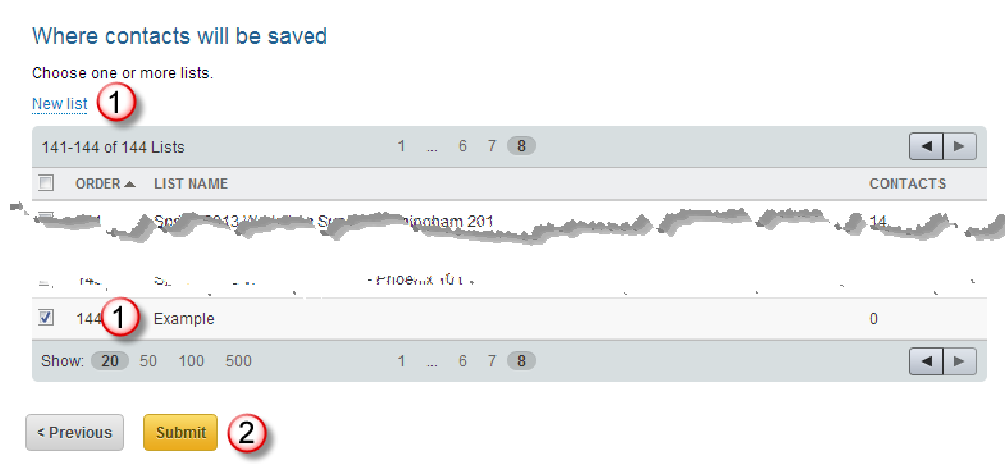 Where contacts will be saved
Choose one or more lists.
New list 1
141-144 of 144 Lists 1 ... 6 7 8
ORDER LIST NAME CONTACTS
201 14
- Phoenix 101
144 1 Example 0
Show: 20 50 100 500 1 ... 6 7 8
< Previous Submit 2